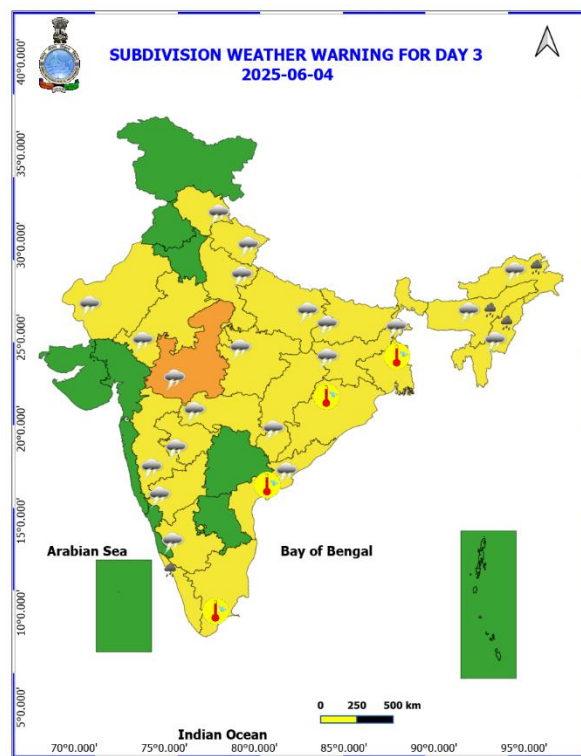 SUBDIVISION WEATHER WARNING FOR DAY 3
2025-06-04
40°0.000'
35°0.000'
30°0.000'
25°0.000'
20°0.000'
15°0.000'
10°0.000'
5°0.000'
Arabian Sea
Bay of Bengal
0 250 500 km
Indian Ocean
70°0.000' 75°0.000' 80°0.000' 85°0.000' 90°0.000' 95°0.000'